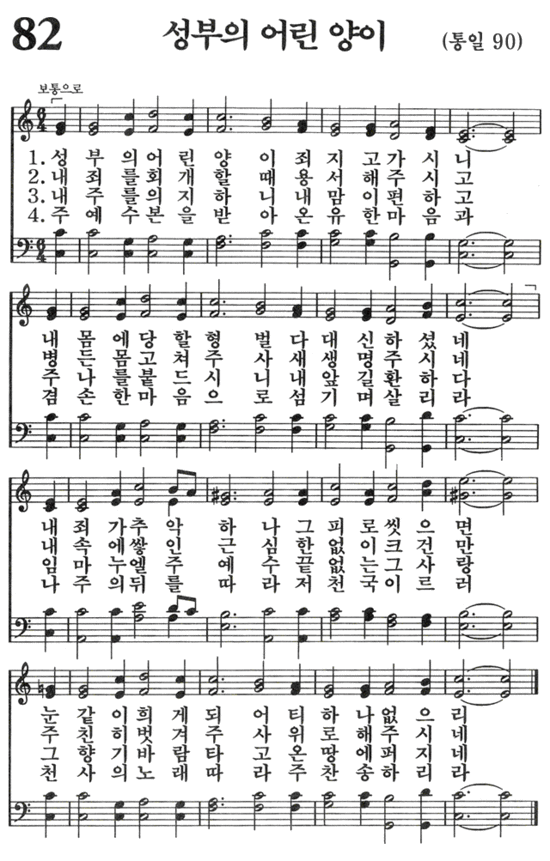 82 성부의 어린 양이 (통일 90)
보통으로
1. 성 부 의 어 린 양 이 죄 지 고 가 시 니
2. 내 죄 를 회 개 할 때 용 서 해 주 시 고
3. 내 주 를 의 지 하 니 내 맘 이 편 하 고
4. 주 예 수 본 을 받 아 온 유 한 마 음 과
내 몸 에 당 할 형 벌 다 대 신 하 셨 네
병 든 몸 고 쳐 주 사 새 생 명 주 시 네
주 나 를 붙 드 시 니 내 앞 길 환 하 다
겸 손 한 마 음 으 로 섬 기 며 살 리 라
내 죄 가 추 악 하 나 그 피 로 씻 으 면
내 속 에 쌓 인 근 심 한 없 이 크 건 만
임 마 누 엘 주 예 수 끝 없 는 그 사 랑
나 주 의 뒤 를 따 라 저 천 국 이 르 러
눈 같 이 희 게 되 어 티 하 나 없 으 리
주 친 히 벗 겨 주 사 위 로 해 주 시 네
그 향 기 바 람 타 고 온 땅 에 퍼 지 네
천 사 의 노 래 따 라 주 찬 송 하 리 라